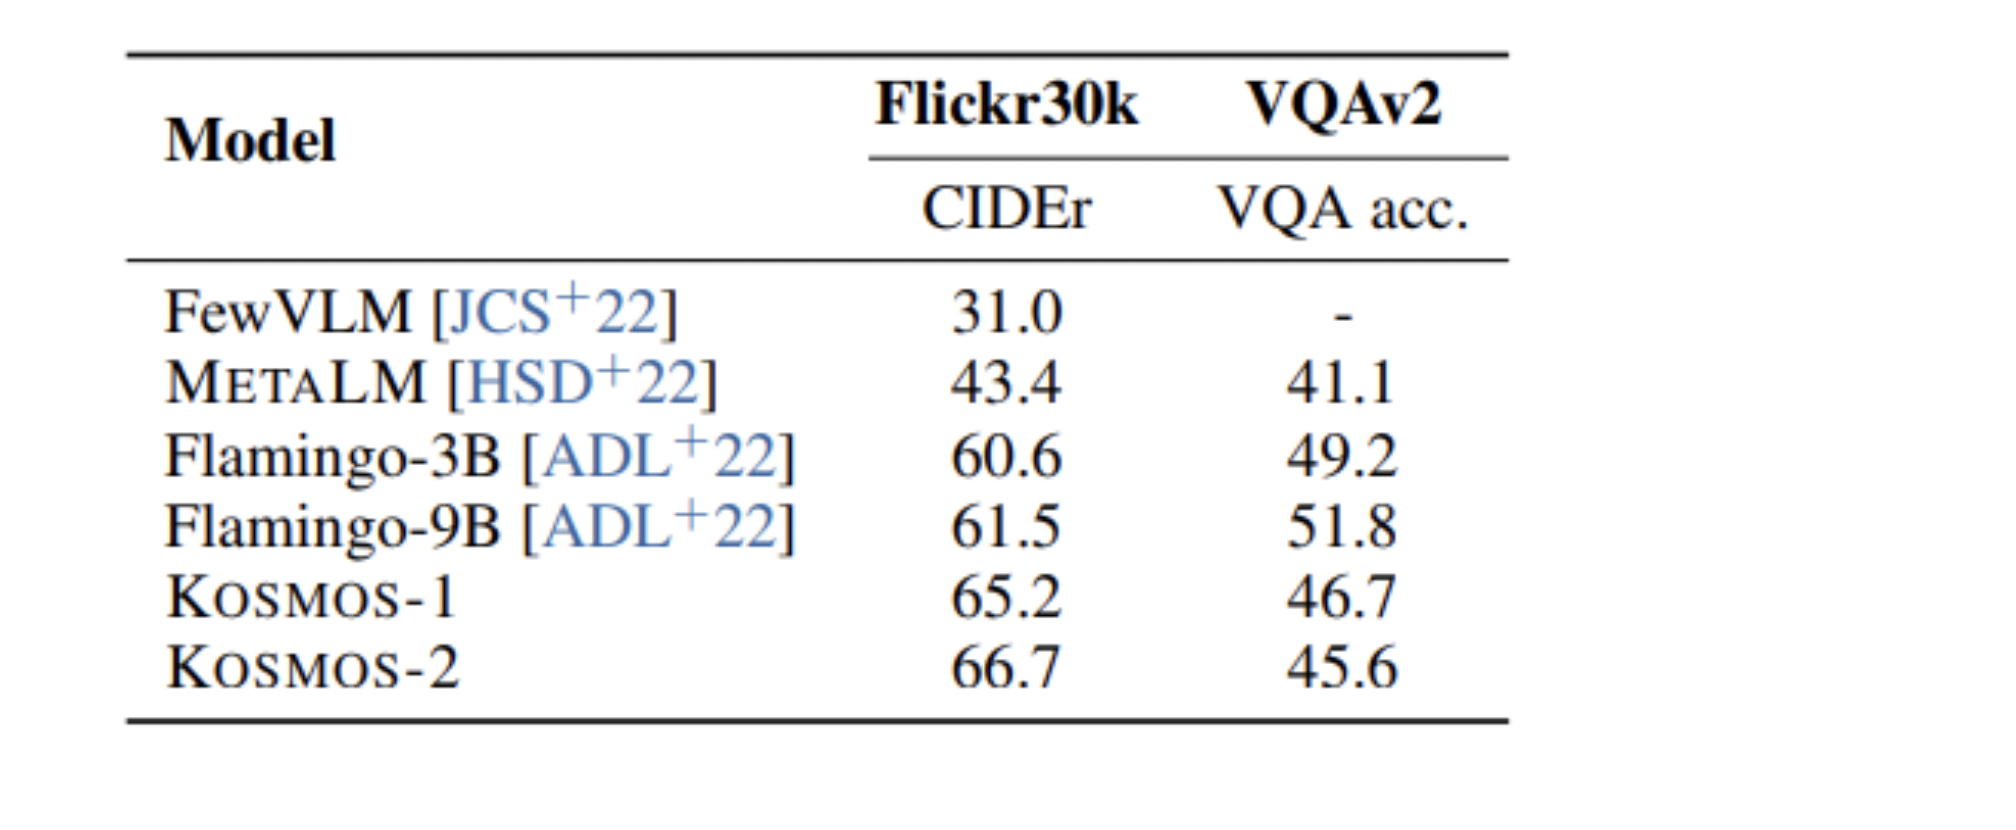 Model Flickr30k VQAv2
CIDEr VQA acc.
FewVLM [JCS+22] 31.0 -
METALM [HSD+22] 43.4 41.1
Flamingo-3B [ADL+22] 60.6 49.2
Flamingo-9B [ADL+22] 61.5 51.8
KOSMOS-1 65.2 46.7
KOSMOS-2 66.7 45.6